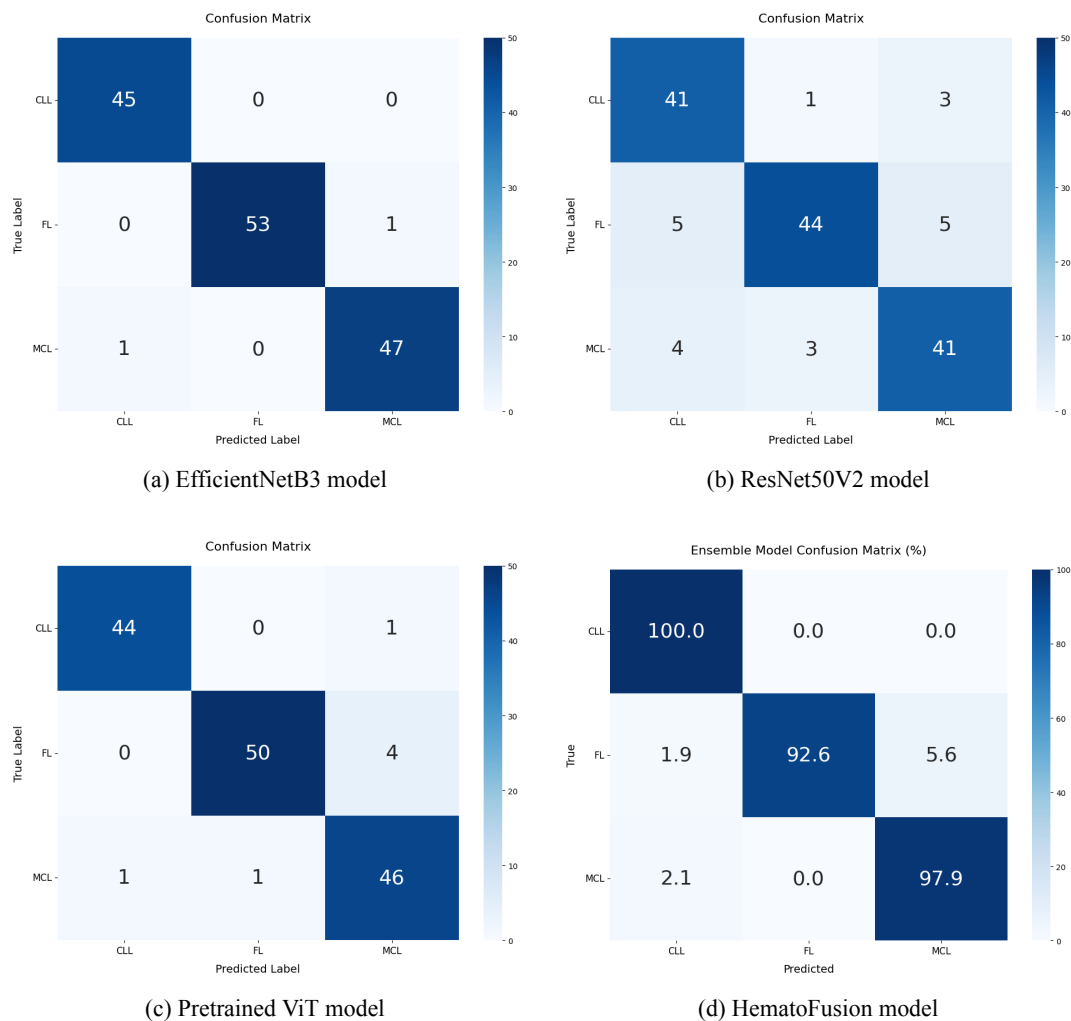 Confusion Matrix
50
CLL
45
0
0
40
30
True Label
FL
0
53
1
20
10
MCL
1
0
47
0
CLL
FL
MCL
Predicted Label
(a) EfficientNetB3 model
Confusion Matrix
50
CLL
41
1
3
40
30
True Label
FL
5
44
5
20
10
MCL
4
3
41
0
CLL
FL
MCL
Predicted Label
(b) ResNet50V2 model
Confusion Matrix
50
CLL
44
0
1
40
30
True Label
FL
0
50
4
20
10
MCL
1
1
46
0
CLL
FL
MCL
Predicted Label
(c) Pretrained ViT model
Ensemble Model Confusion Matrix (%)
100
CLL
100.0
0.0
0.0
80
60
True
FL
1.9
92.6
5.6
40
20
MCL
2.1
0.0
97.9
0
CLL
FL
MCL
Predicted
(d) HematoFusion model